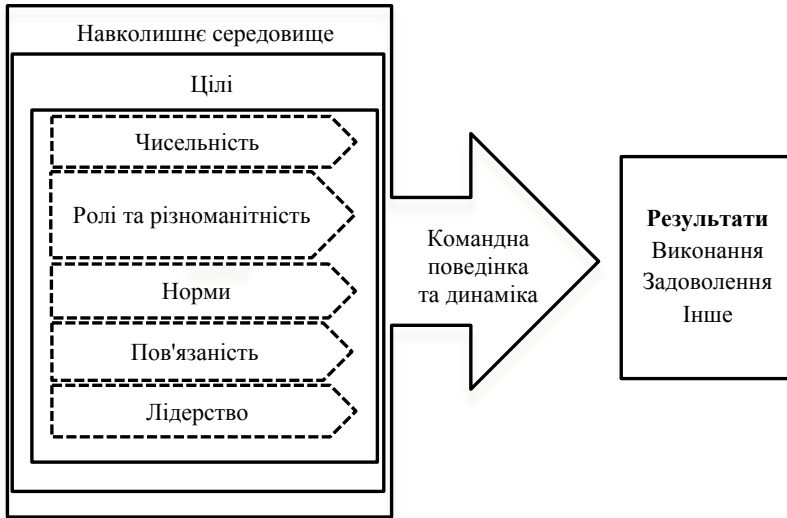 Навколишнє середовище
Цілі
Чисельність
Ролі та різноманітність
Норми
Пов'язаність
Лідерство
Командна
поведінка
та динаміка
Результати
Виконання
Задоволення
Інше